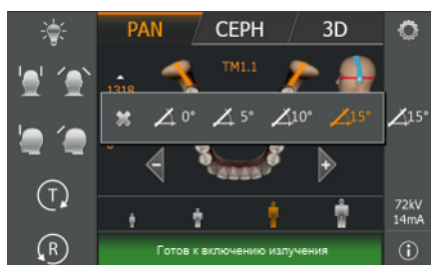 PAN CEPH 3D
TM1.1
1318
0° 5° 10° 15° 15°
T
72kV
14mA
R
Готов к включению излучения
i